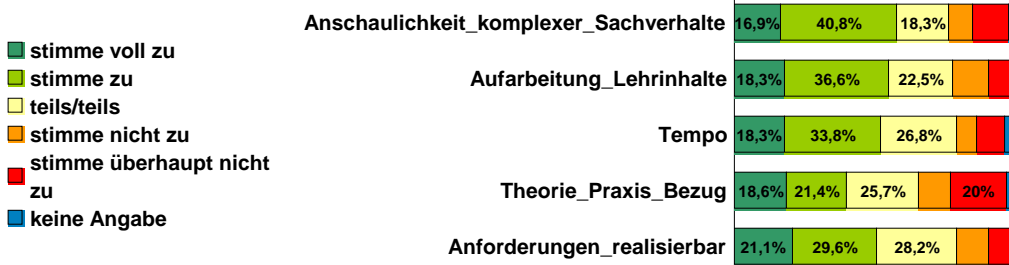 stimme voll zu
stimme zu
teils/teils
stimme nicht zu
stimme überhaupt nicht
zu
keine Angabe
Anschaulichkeit_komplexer_Sachverhalte 16,9% 40,8% 18,3%
Aufarbeitung_Lehrinhalte 18,3% 36,6% 22,5%
Tempo 18,3% 33,8% 26,8%
Theorie_Praxis_Bezug 18,6% 21,4% 25,7% 20%
Anforderungen_realisierbar 21,1% 29,6% 28,2%